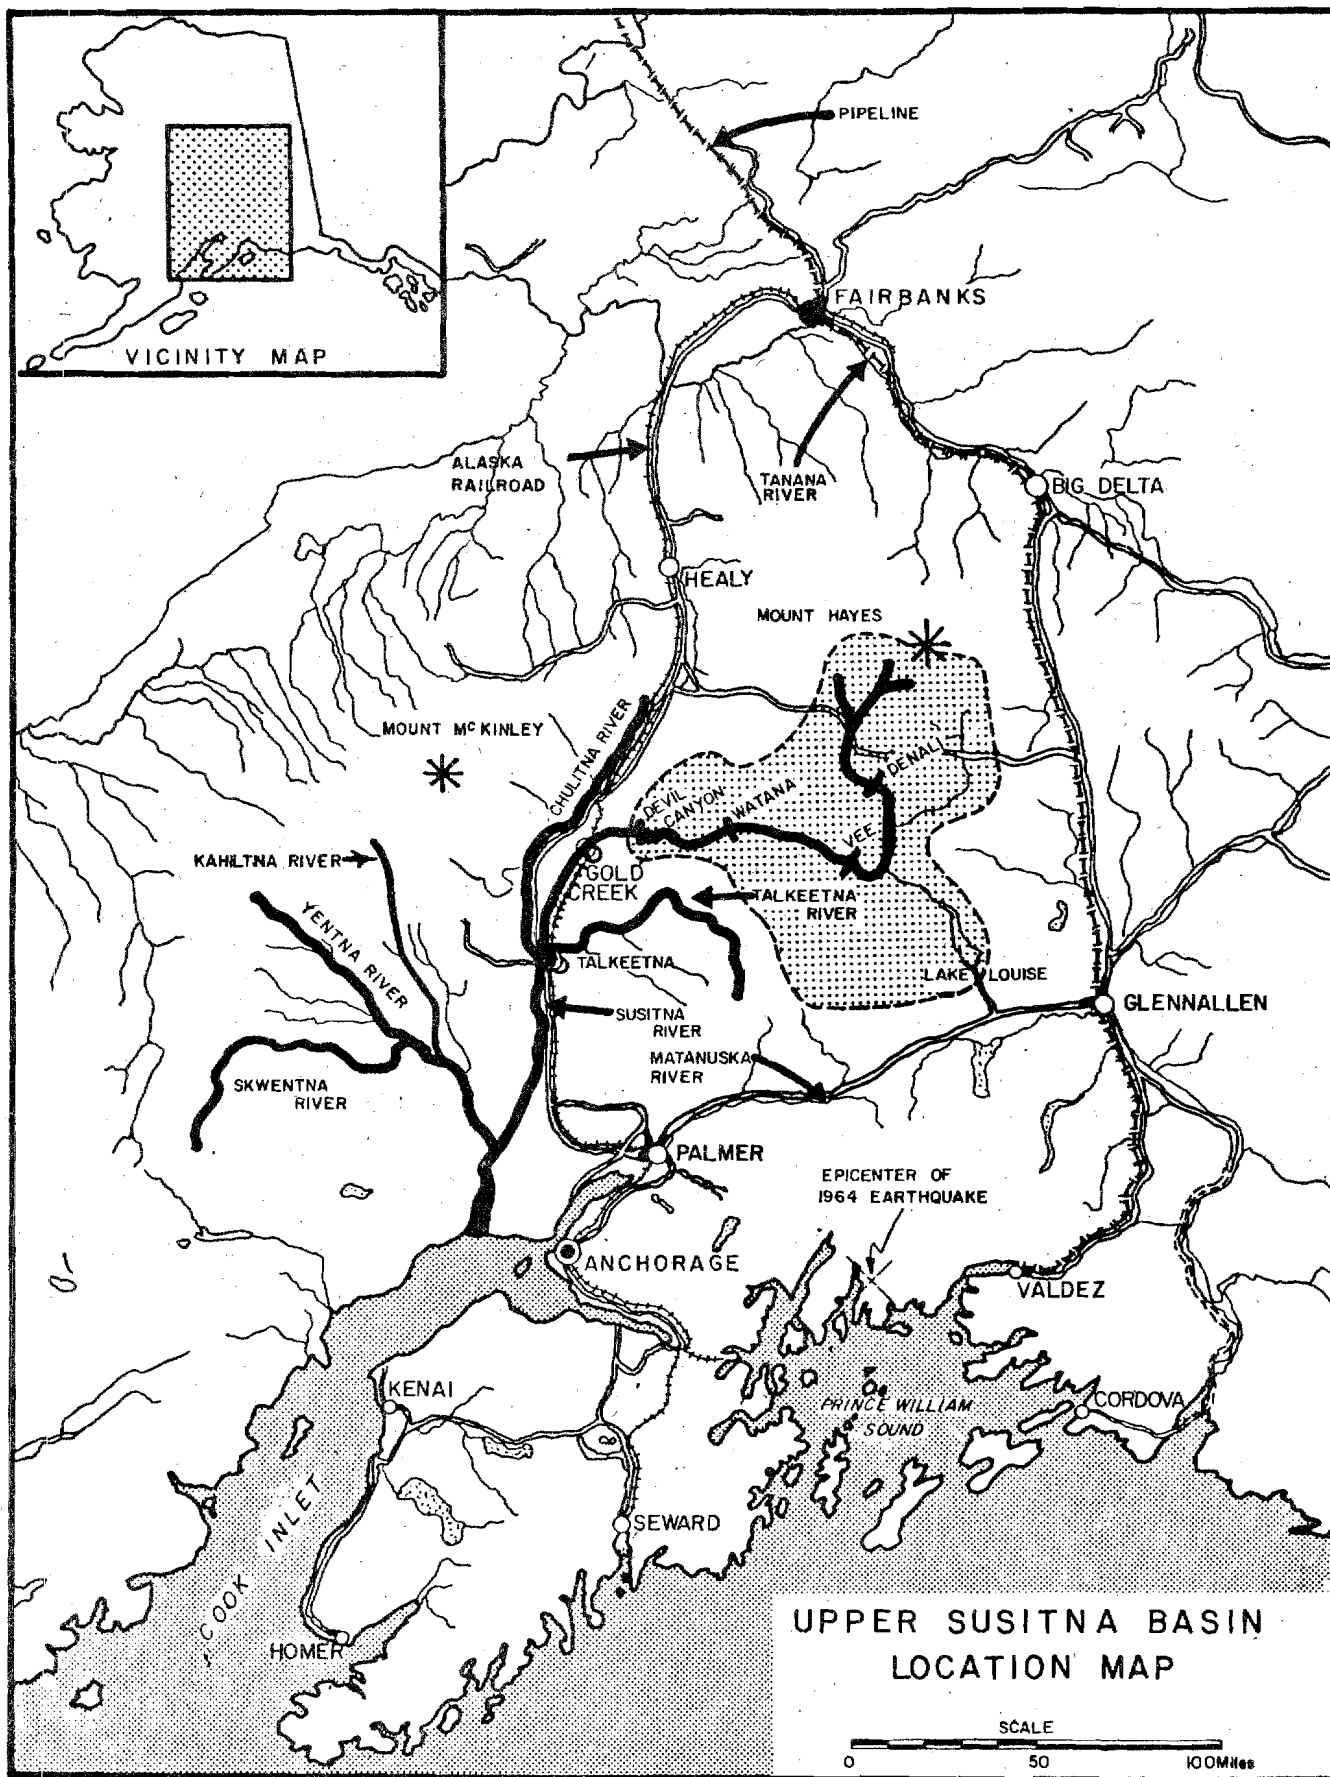 VICINITY MAP
PIPELINE
FAIRBANKS
ALASKA
RAILROAD
TANANA
RIVER
BIG DELTA
HEALY
MOUNT HAYES
MOUNT McKINLEY
CHULITNA RIVER
DENALI
DEVIL
CANYON
WATANA
VEE
KAHILTNA RIVER
GOLD
CREEK
YENTNA RIVER
TALKEETNA
RIVER
TALKEETNA
LAKE LOUISE
GLENNALLEN
SUSITNA
RIVER
MATANUSKA
RIVER
SKWENTNA
RIVER
PALMER
EPICENTER OF
1964 EARTHQUAKE
ANCHORAGE
VALDEZ
KENAI
PRINCE WILLIAM
SOUND
CORDOVA
COOK INLET
SEWARD
HOMER
UPPER SUSITNA BASIN
LOCATION MAP
SCALE
0 50 100 Miles